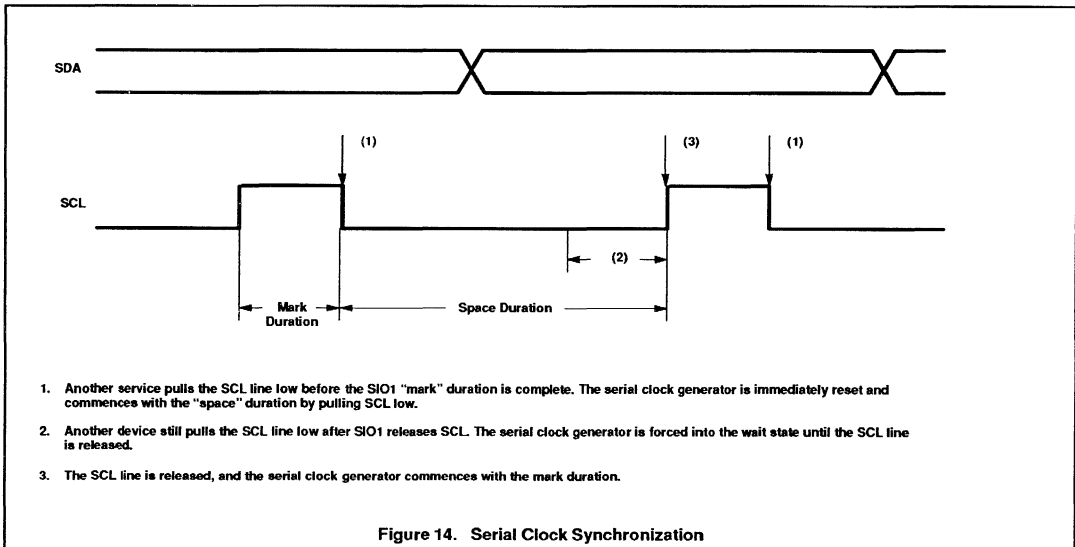 SDA
(1)
(3)
(1)
SCL
(2)
Mark
Duration
Space Duration
1. Another service pulls the SCL line low before the SIO1 "mark" duration is complete. The serial clock generator is immediately reset and
commences with the "space" duration by pulling SCL low.
2. Another device still pulls the SCL line low after SIO1 releases SCL. The serial clock generator is forced into the wait state until the SCL line
is released.
3. The SCL line is released, and the serial clock generator commences with the mark duration.
Figure 14. Serial Clock Synchronization